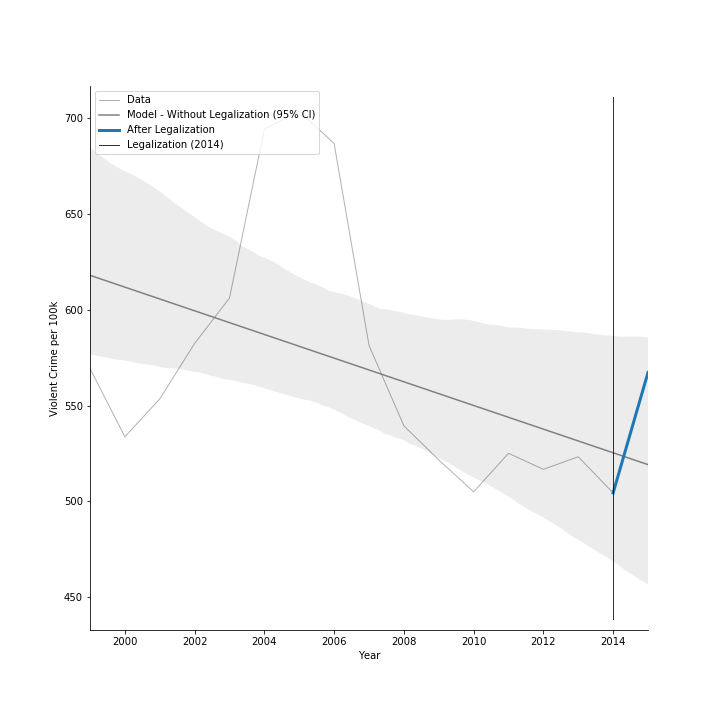 Data
Model - Without Legalization (95% CI)
After Legalization
Legalization (2014)
700
650
600
550
500
450
Violent Crime per 100k
2000 2002 2004 2006 2008 2010 2012 2014
Year